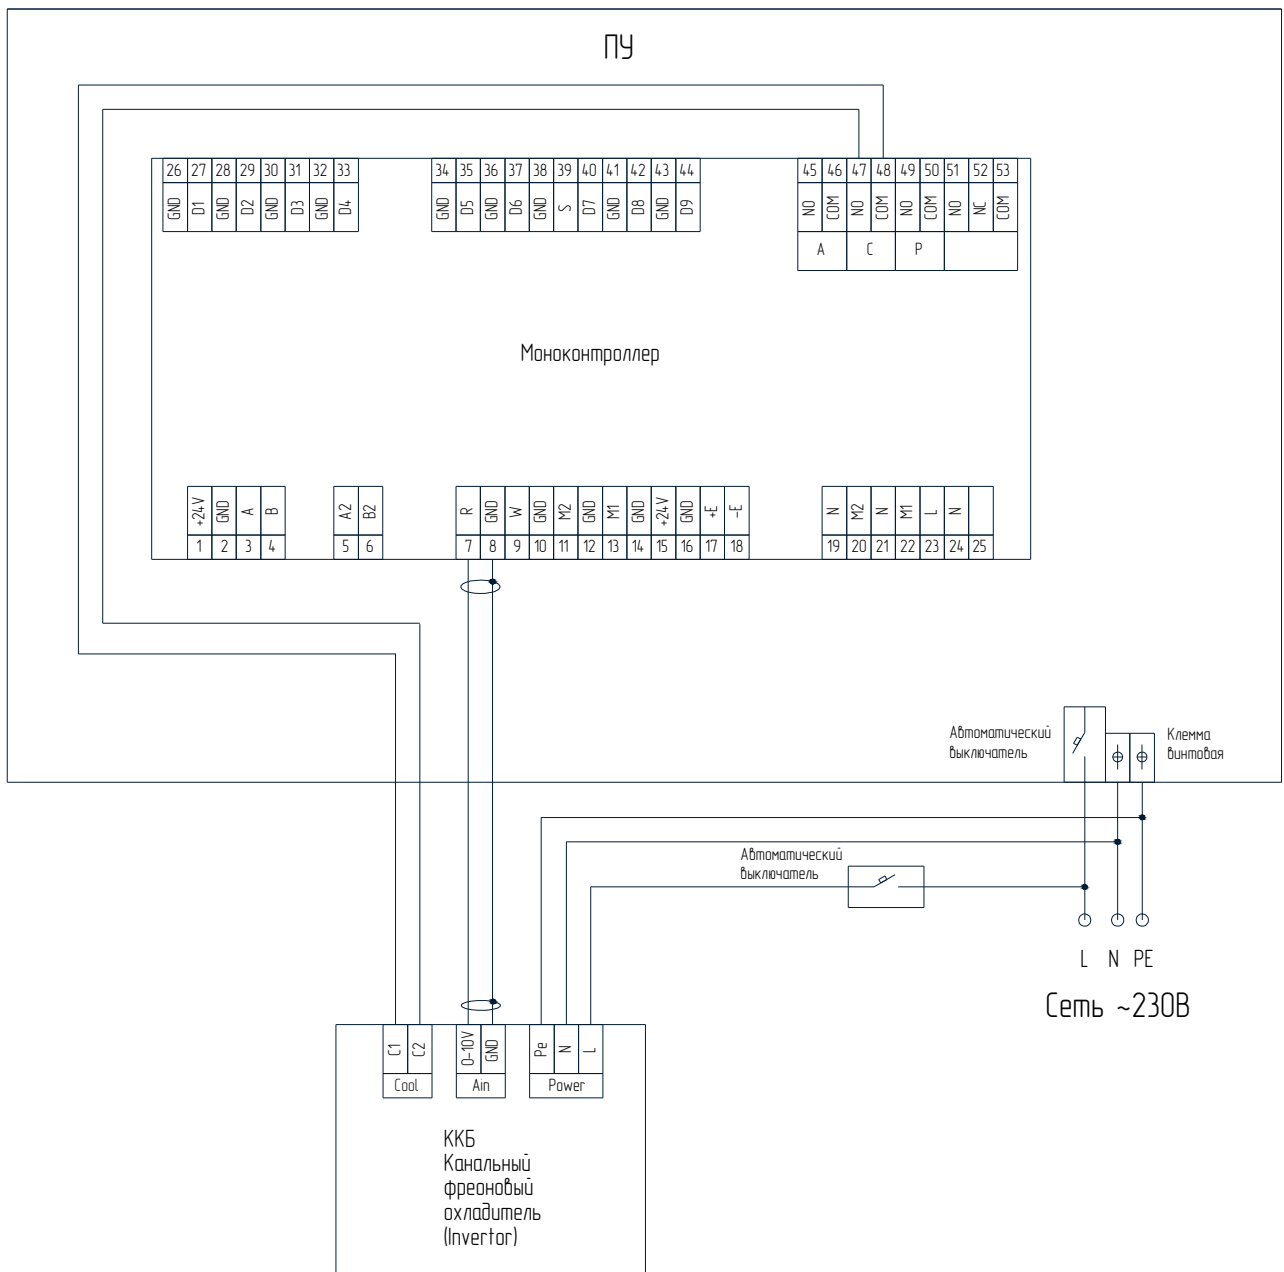 ПУ
26 27 28 29 30 31 32 33 34 35 36 37 38 39 40 41 42 43 44 45 46 47 48 49 50 51 52 53
GND D1 GND D2 GND D3 GND D4 GND D5 GND D6 GND S D7 GND D8 GND D9 NO COM NO COM NO COM NO NC COM
A C P
Моноконтроллер
+24V GND A B A2 B2 R GND W GND M2 GND M1 GND +24V GND +E -E N M2 N M1 L N
1 2 3 4 5 6 7 8 9 10 11 12 13 14 15 16 17 18 19 20 21 22 23 24 25
Автоматический
выключатель
Клемма
винтовая
Автоматический
выключатель
L N PE
Сеть ~230В
C1 C2 0-10V GND Pe N L
Cool Ain Power
ККБ
Канальный
фреоновый
охладитель
(Invertor)